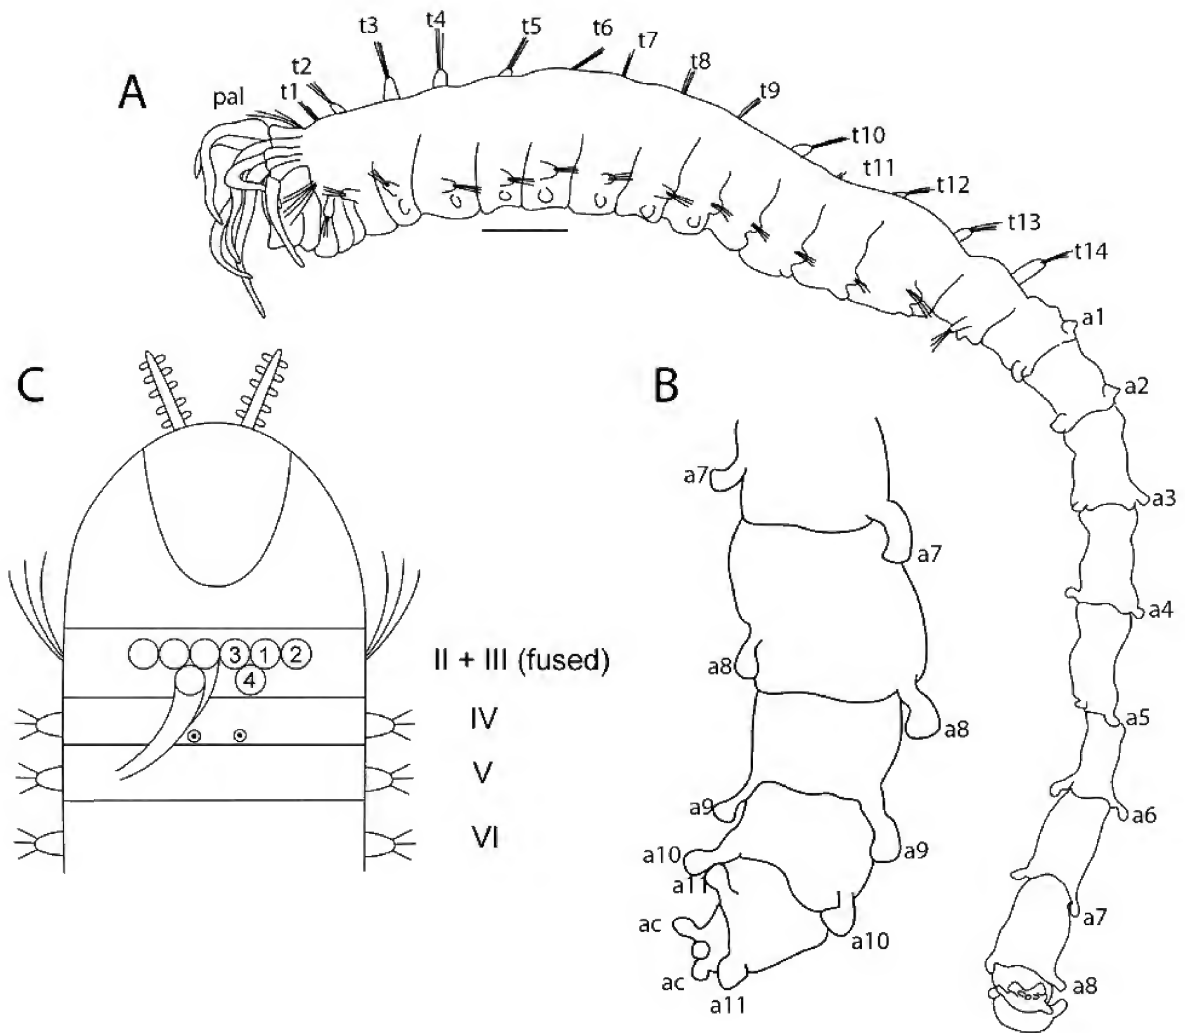 A
pal
t1
t2
t3
t4
t5
t6
t7
t8
t9
t10
t11
t12
t13
t14
a1
a2
a3
a4
a5
a6
a7
a8
B
a7
a7
a8
a8
a9
a9
a10
a10
a11
a11
ac
ac
C
3 1 2
4
II + III (fused)
IV
V
VI